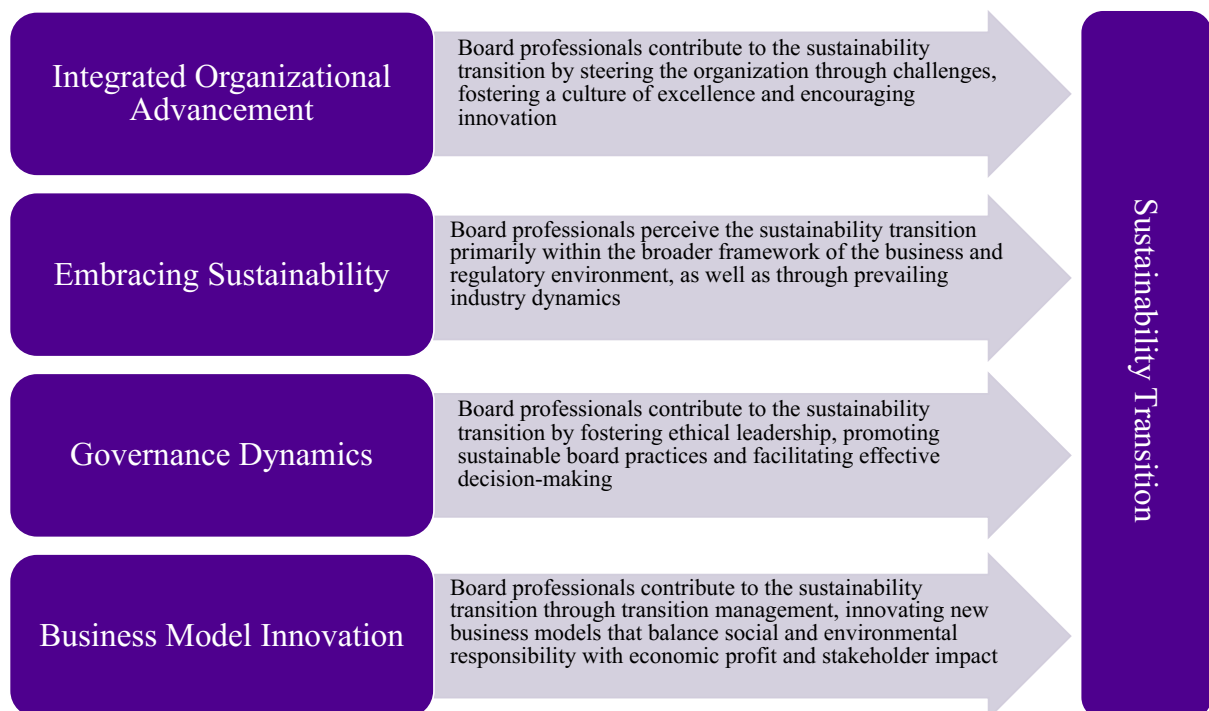 Integrated Organizational
Advancement
Board professionals contribute to the sustainability
transition by steering the organization through challenges,
fostering a culture of excellence and encouraging
innovation
Embracing Sustainability
Board professionals perceive the sustainability transition
primarily within the broader framework of the business and
regulatory environment, as well as through prevailing
industry dynamics
Governance Dynamics
Board professionals contribute to the sustainability
transition by fostering ethical leadership, promoting
sustainable board practices and facilitating effective
decision-making
Business Model Innovation
Board professionals contribute to the sustainability
transition through transition management, innovating new
business models that balance social and environmental
responsibility with economic profit and stakeholder impact
Sustainability Transition